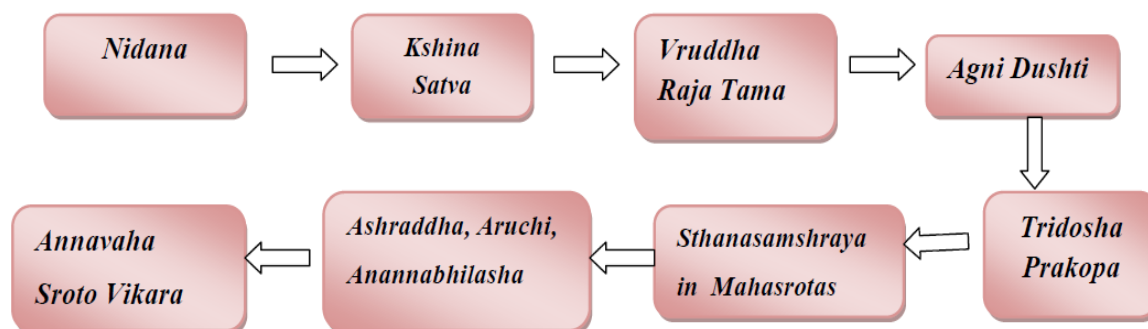 Nidana
Kshina
Satva
Vruddha
Raja Tama
Agni Dushti
Tridosha
Prakopa
Sthanasamshraya
in Mahasrotas
Ashraddha, Aruchi,
Anannabhilasha
Annavaha
Sroto Vikara